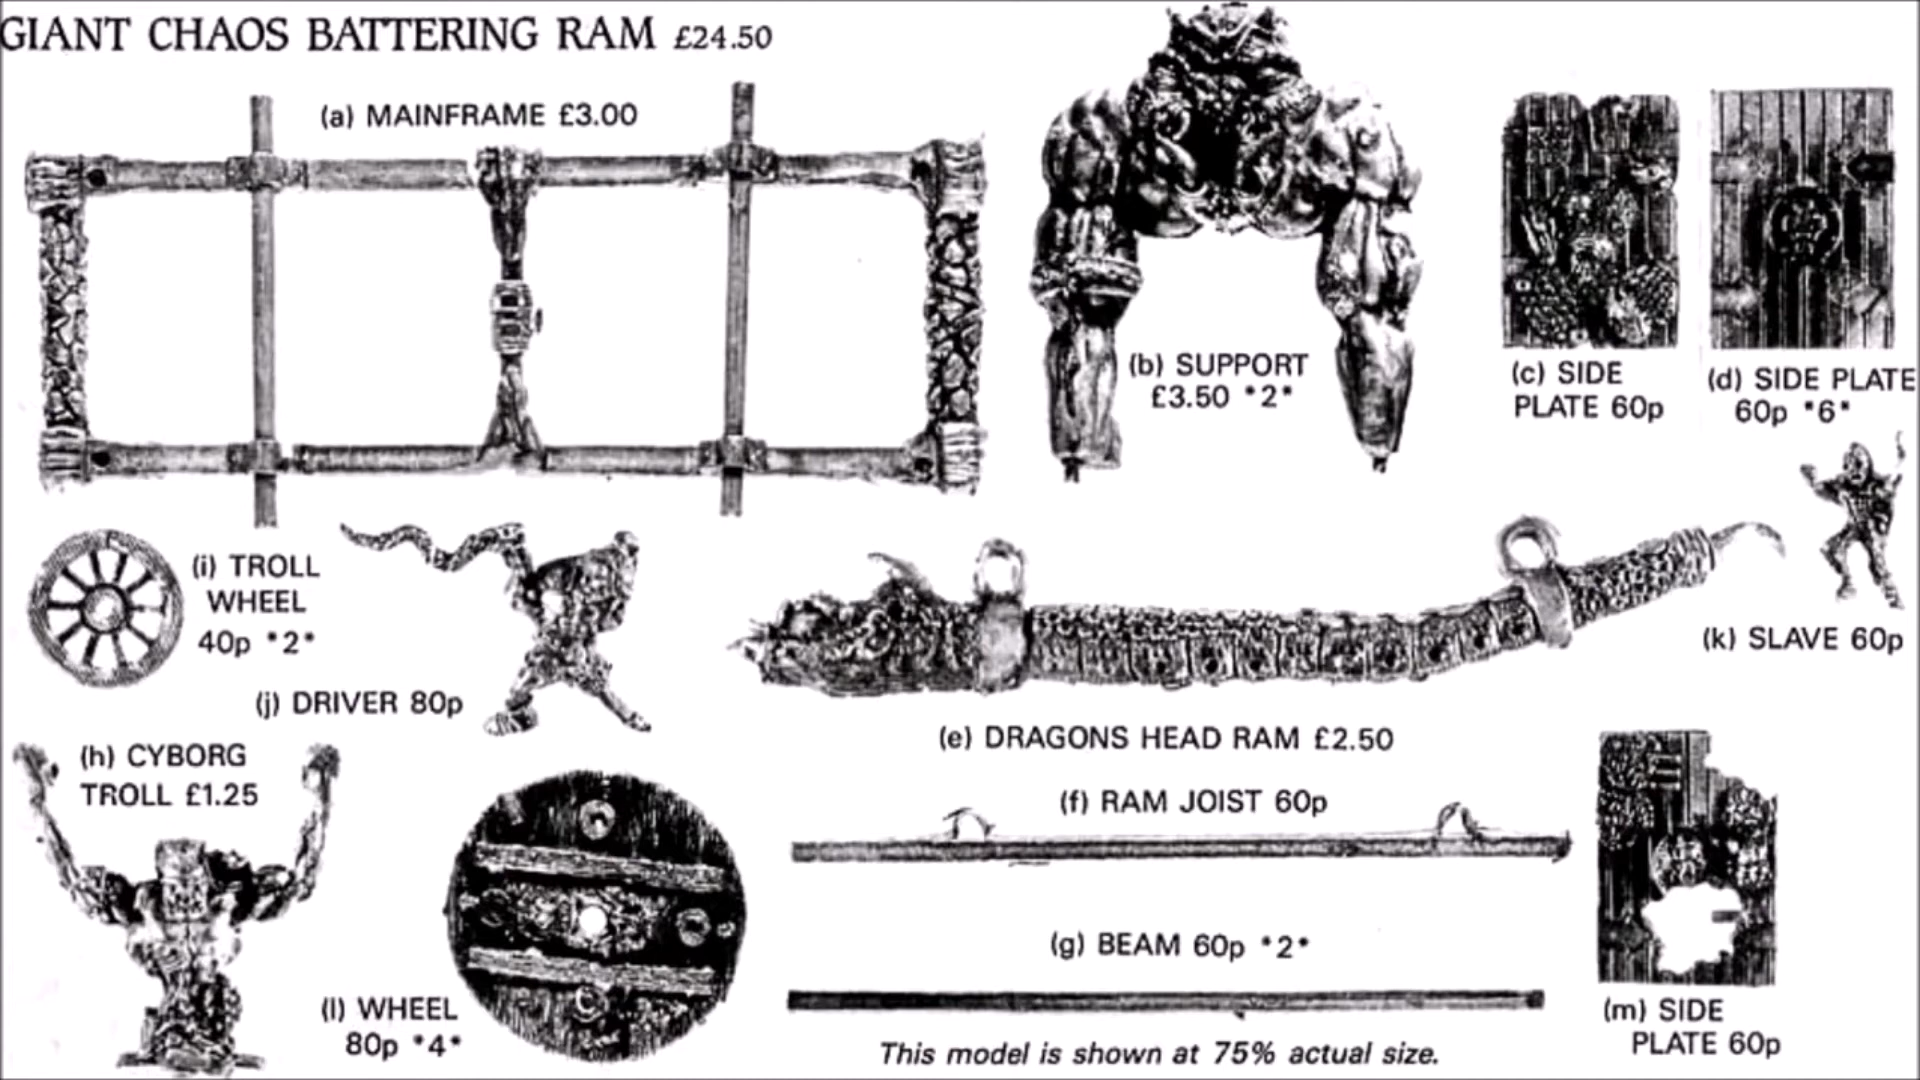 GIANT CHAOS BATTERING RAM £24.50
(a) MAINFRAME £3.00
(b) SUPPORT
£3.50 *2*
(c) SIDE
PLATE 60p
(d) SIDE PLATE
60p *6*
(i) TROLL
WHEEL
40p *2*
(j) DRIVER 80p
(k) SLAVE 60p
(e) DRAGONS HEAD RAM £2.50
(h) CYBORG
TROLL £1.25
(f) RAM JOIST 60p
(g) BEAM 60p *2*
(l) WHEEL
80p *4*
(m) SIDE
PLATE 60p
This model is shown at 75% actual size.